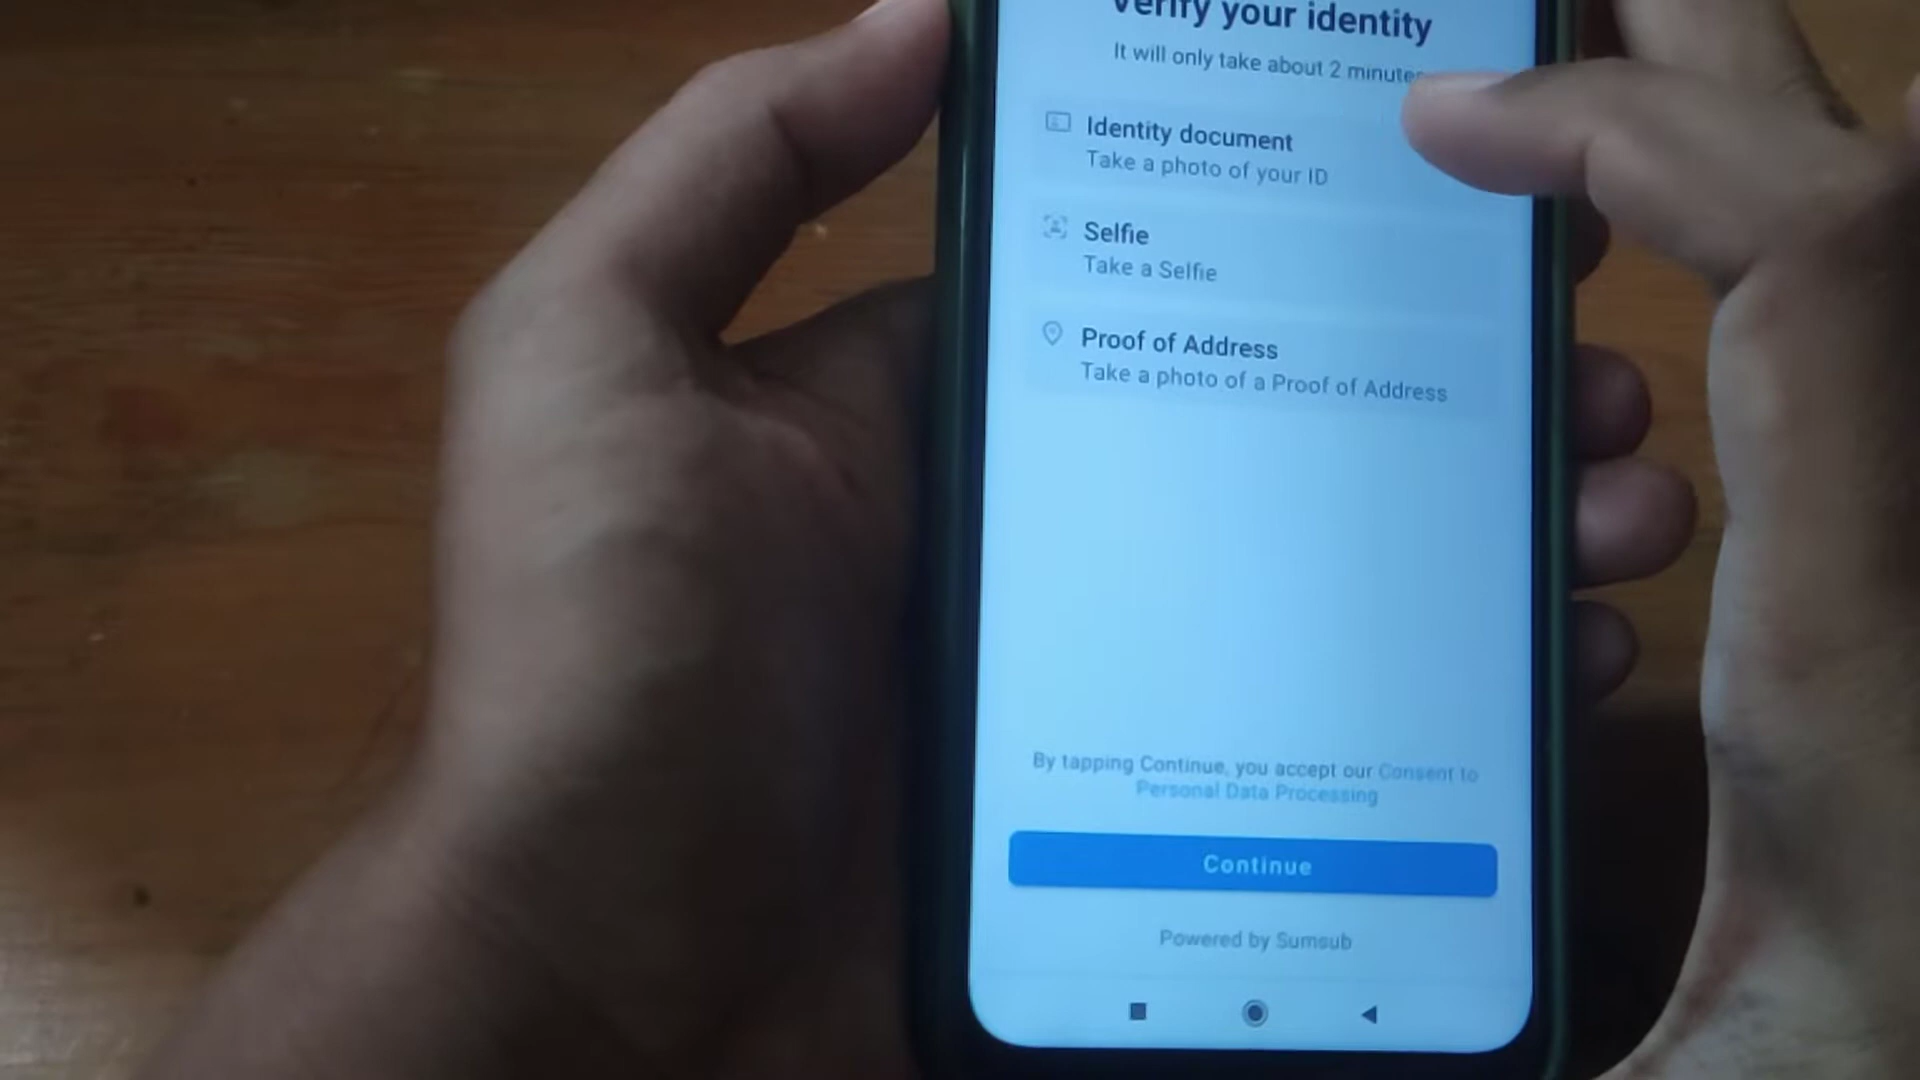 Verify your identity
It will only take about 2 minutes
Identity document
Take a photo of your ID
Selfie
Take a Selfie
Proof of Address
Take a photo of a Proof of Address
By tapping Continue, you accept our Consent to
Personal Data Processing
Continue
Powered by Sumsub